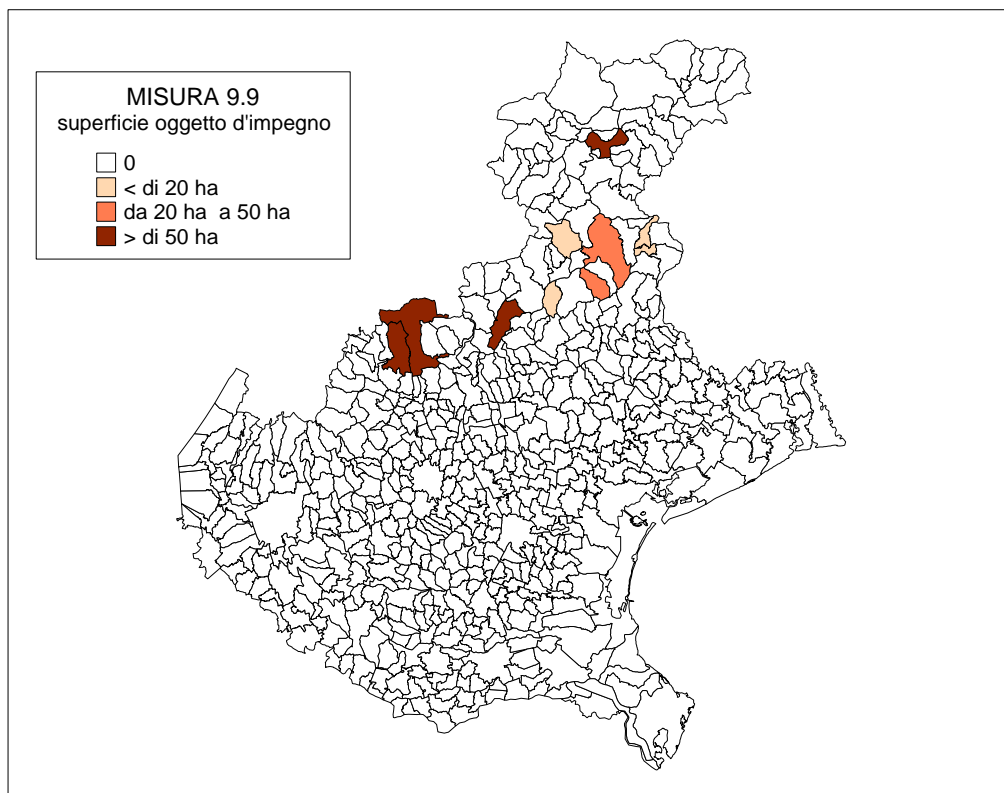 MISURA 9.9
superficie oggetto d'impegno
0
< di 20 ha
da 20 ha a 50 ha
> di 50 ha